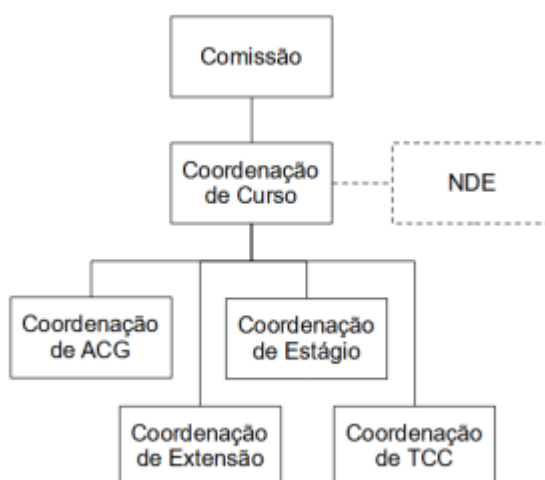 Comissão
Coordenação
de Curso
NDE
Coordenação
de ACG
Coordenação
de Estágio
Coordenação
de Extensão
Coordenação
de TCC